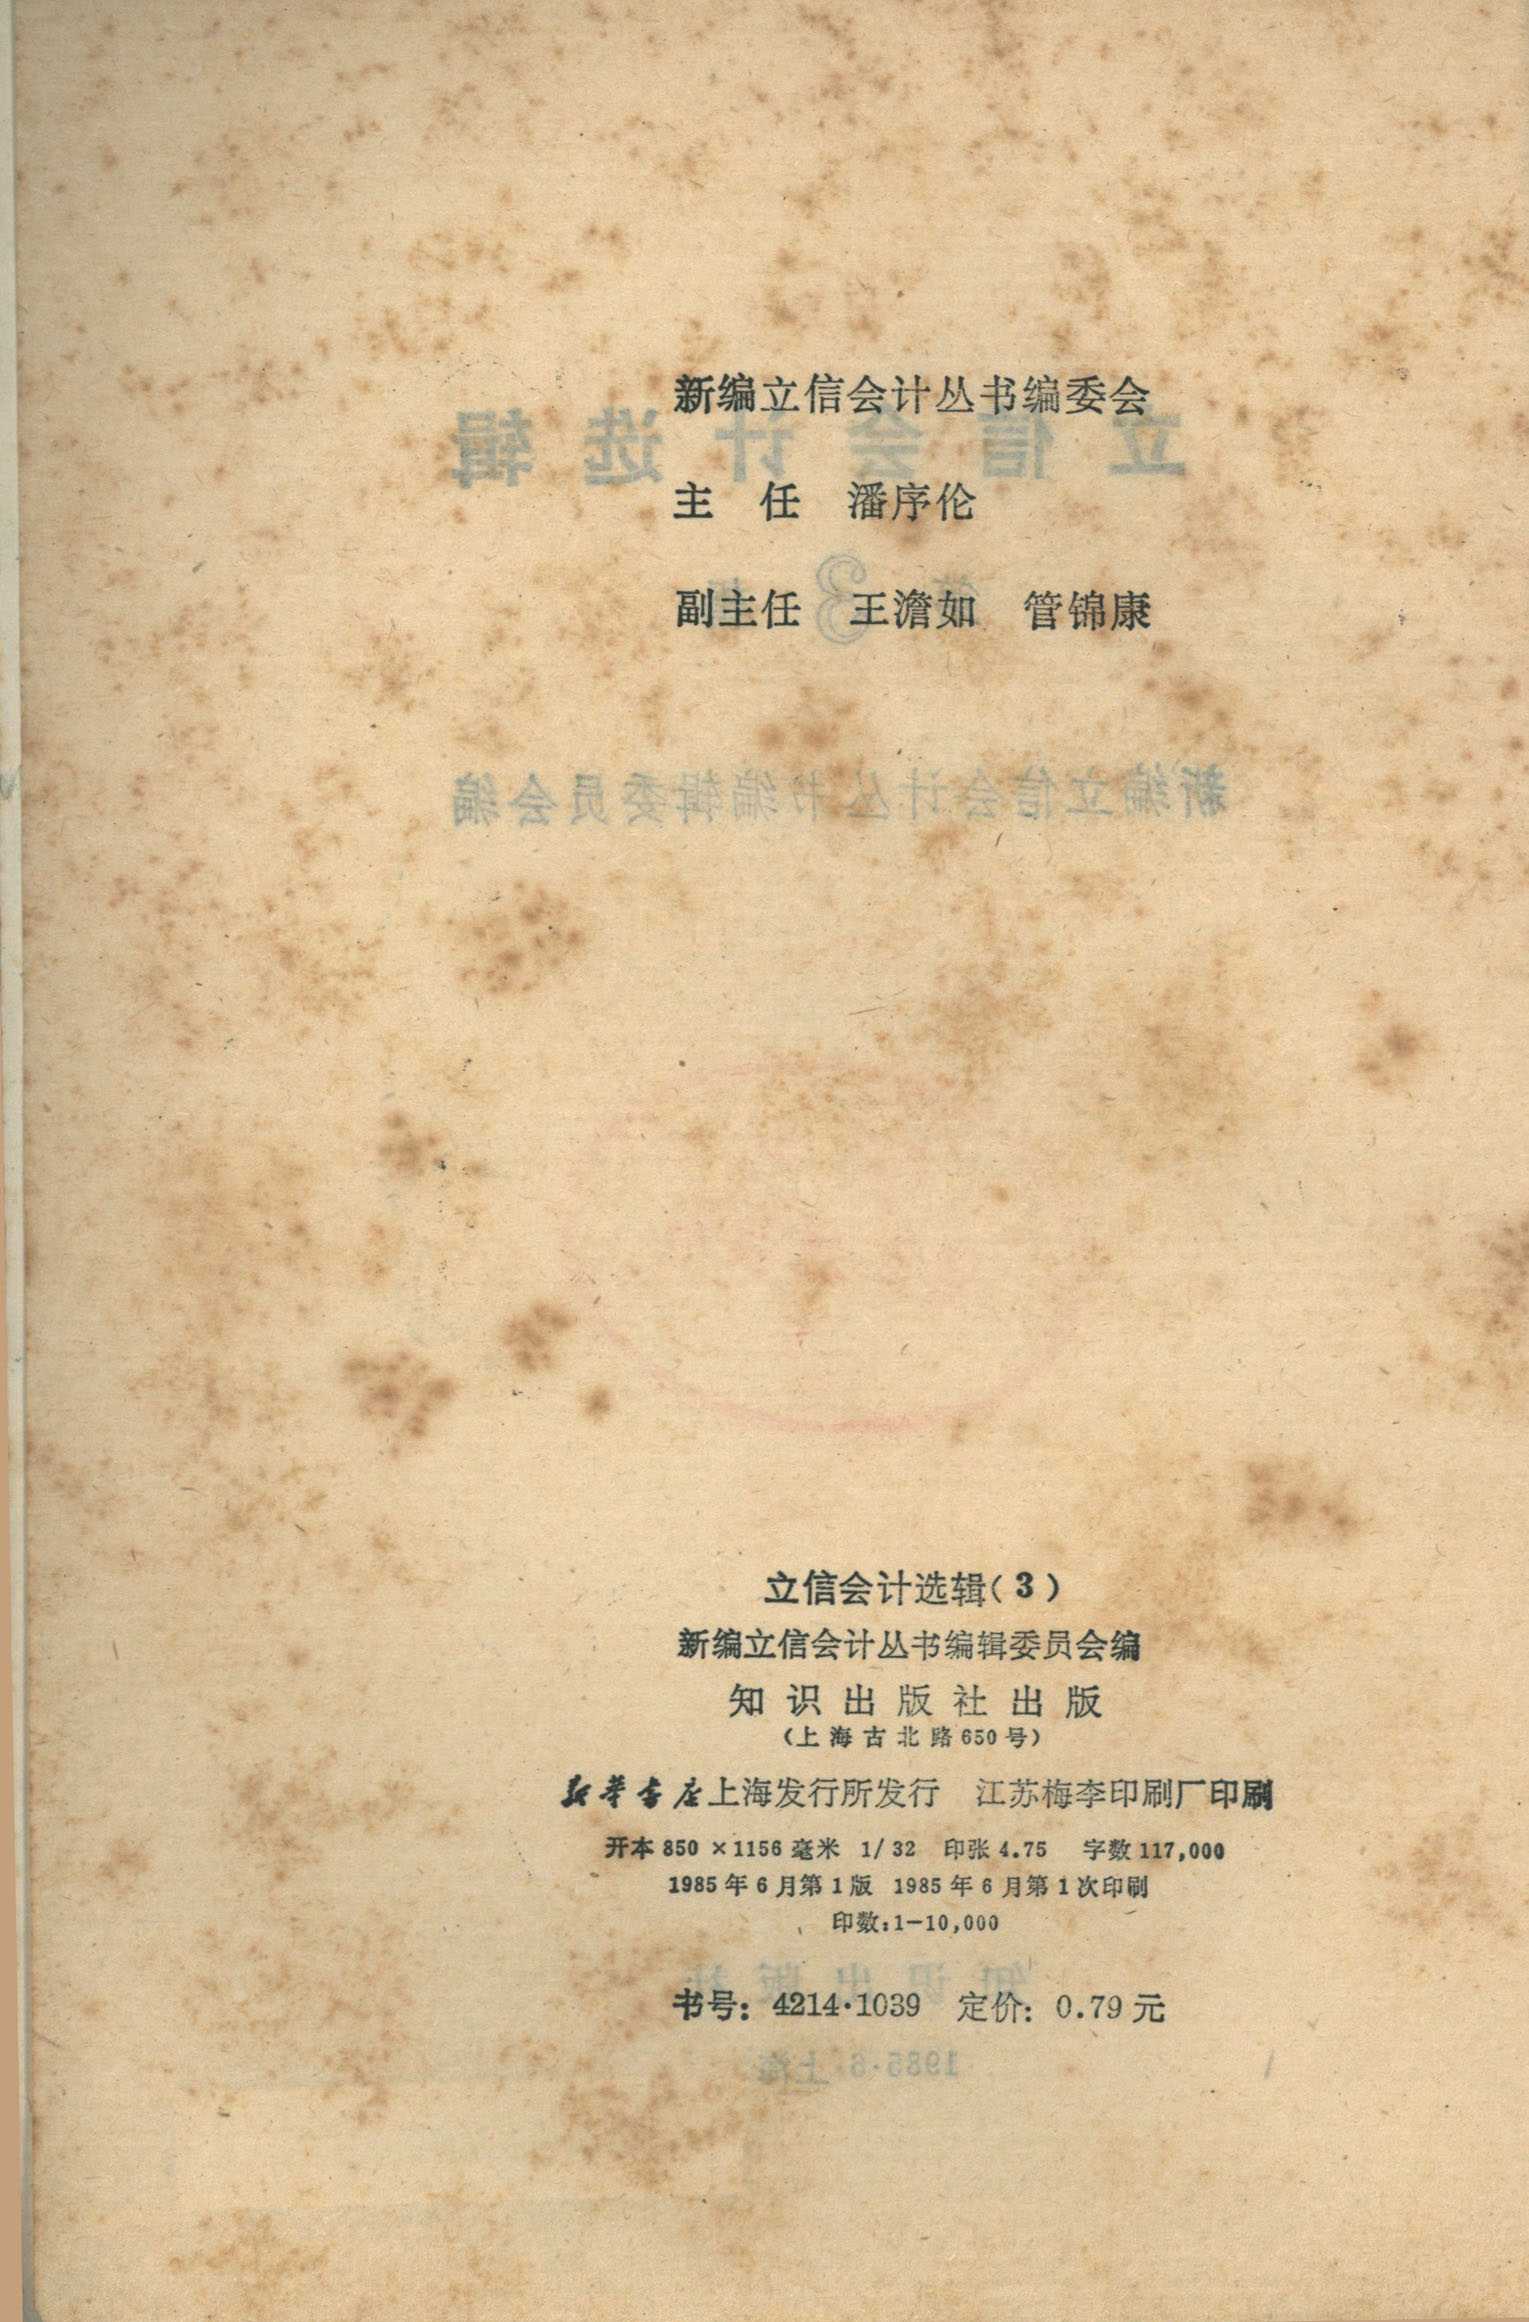 新编立信会计丛书编委会
主 任 潘序伦
副主任 王澹如 管锦康
立信会计选辑(3)
新编立信会计丛书编辑委员会编
知识出版社出版
(上海古北路650号)
新华书店上海发行所发行 江苏梅李印刷厂印刷
开本 850×1156 毫米 1/32 印张 4.75 字数 117,000
1985年6月第1版 1985年6月第1次印刷
印数:1—10,000
书号:4214·1039 定价:0.79元